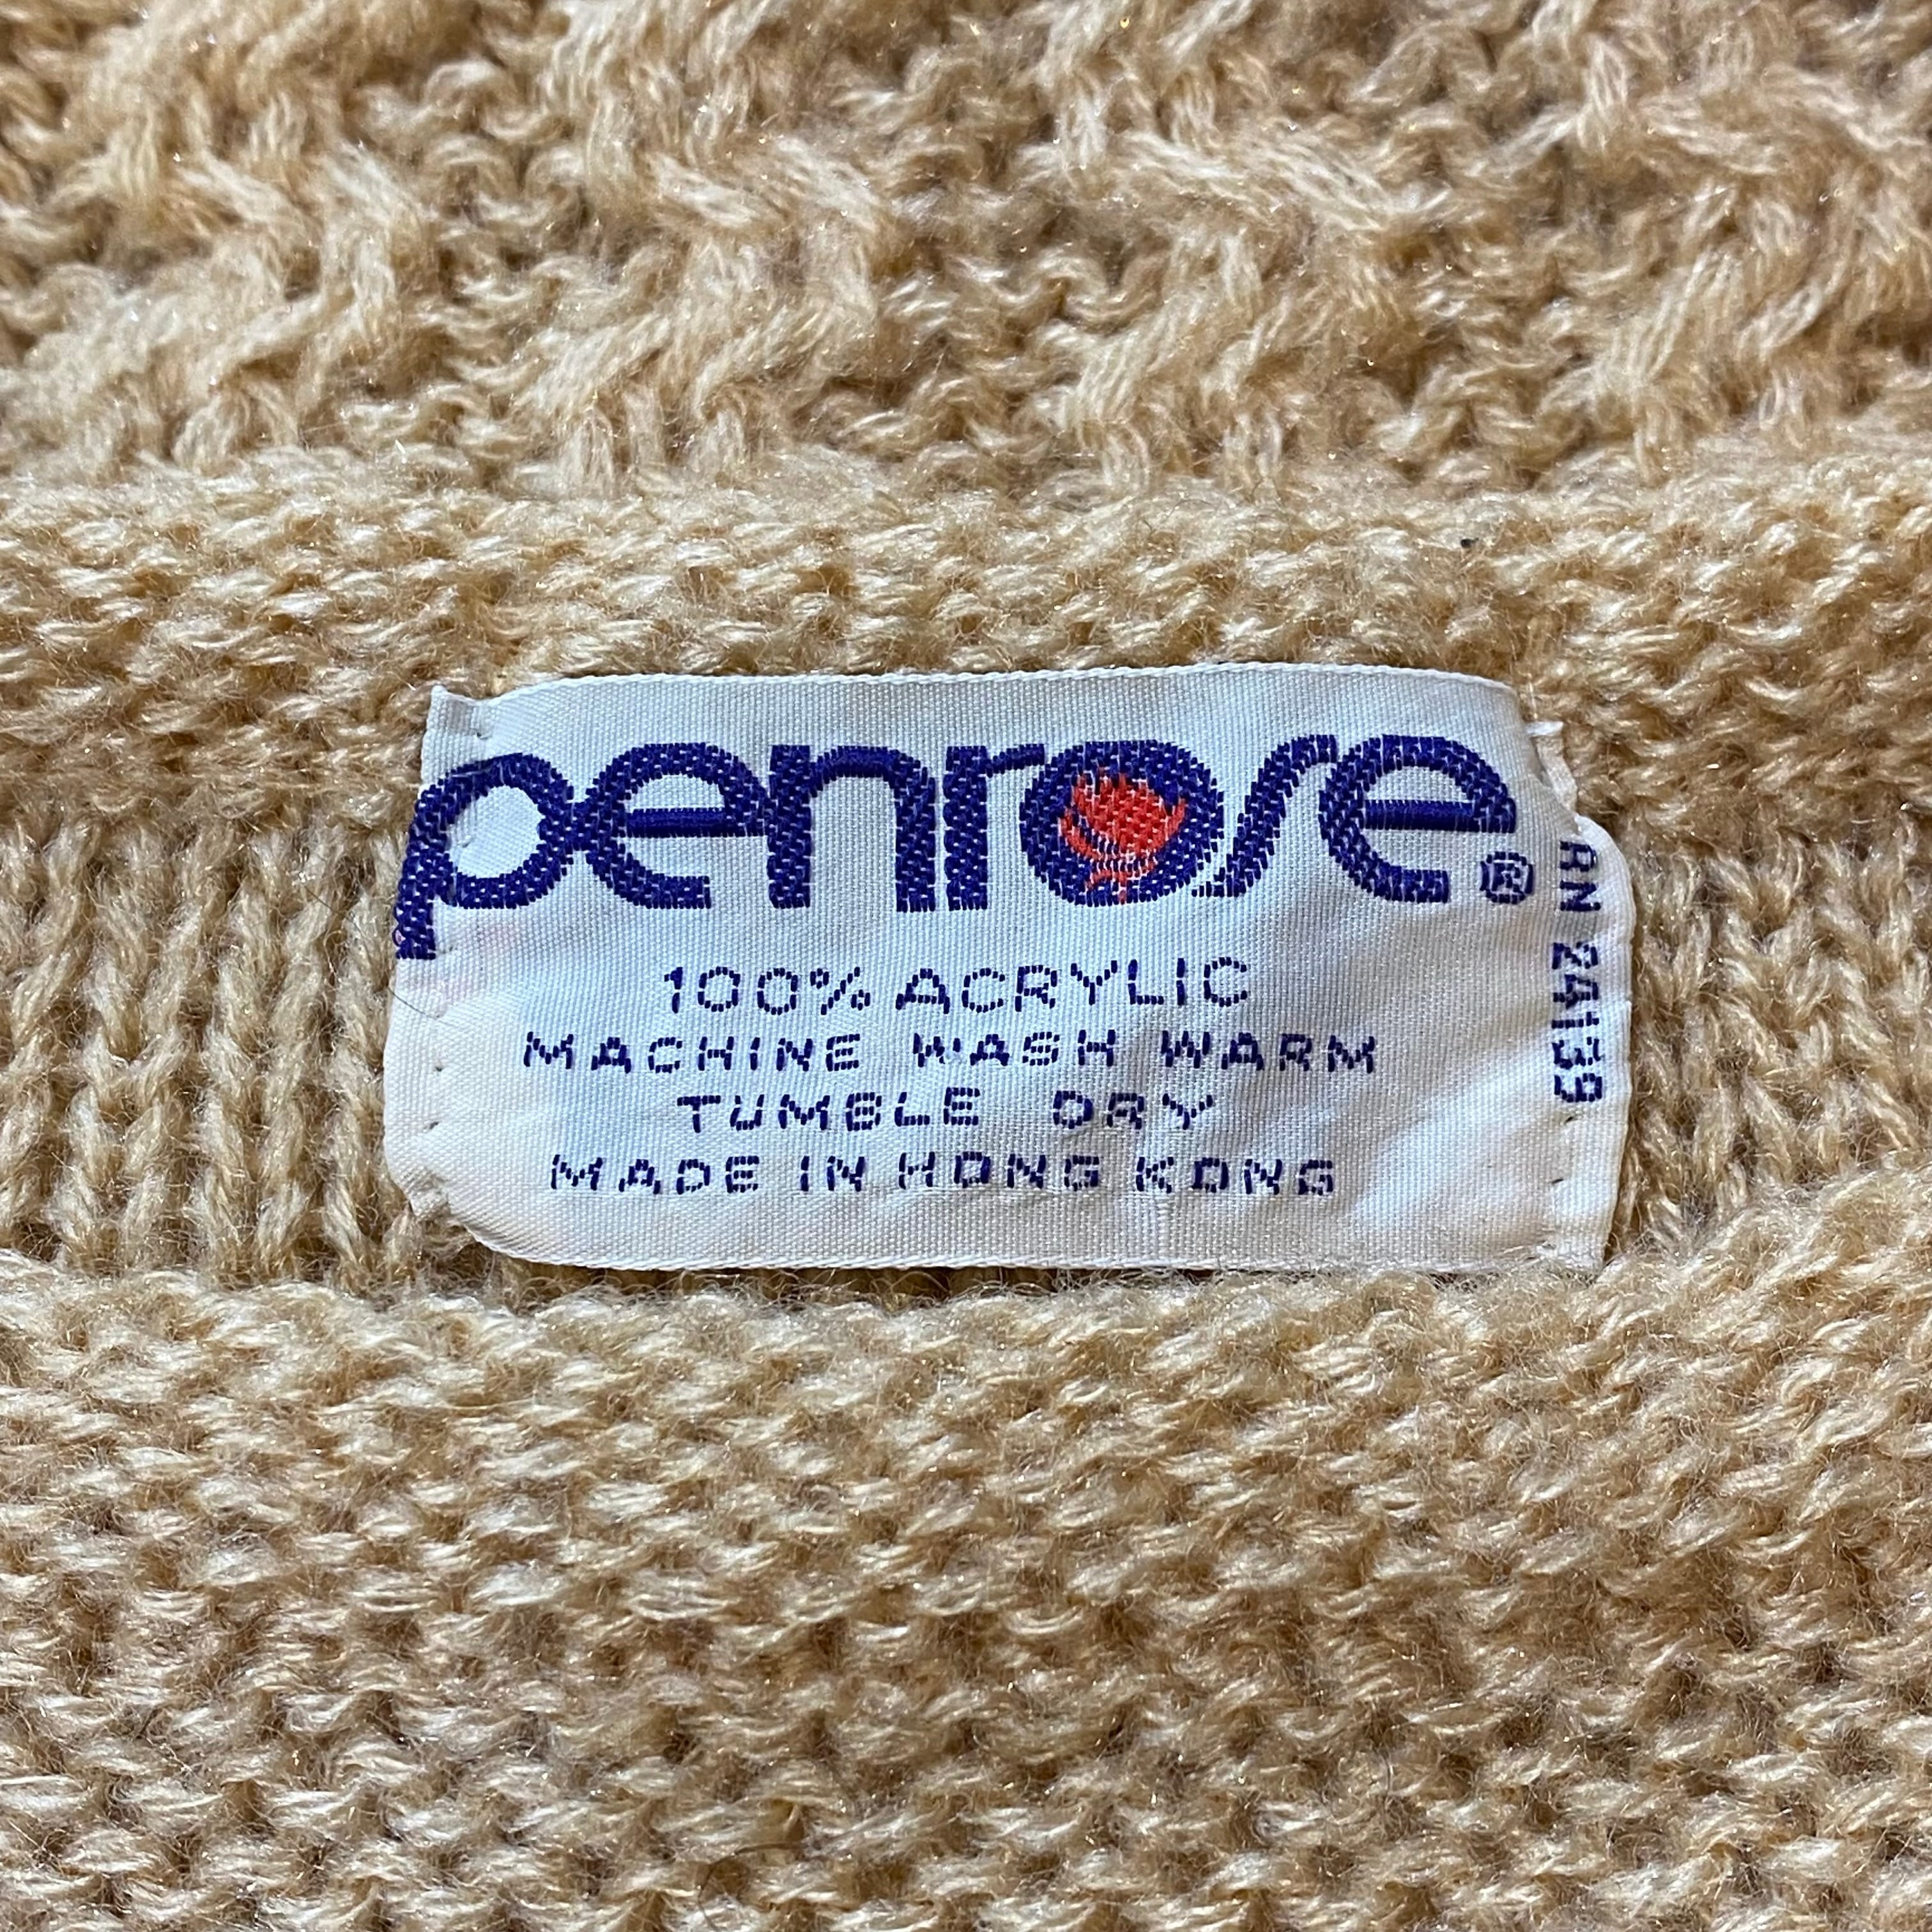 penrose®
100% ACRYLIC
MACHINE WASH WARM
TUMBLE DRY
MADE IN HONG KONG
RN 24139